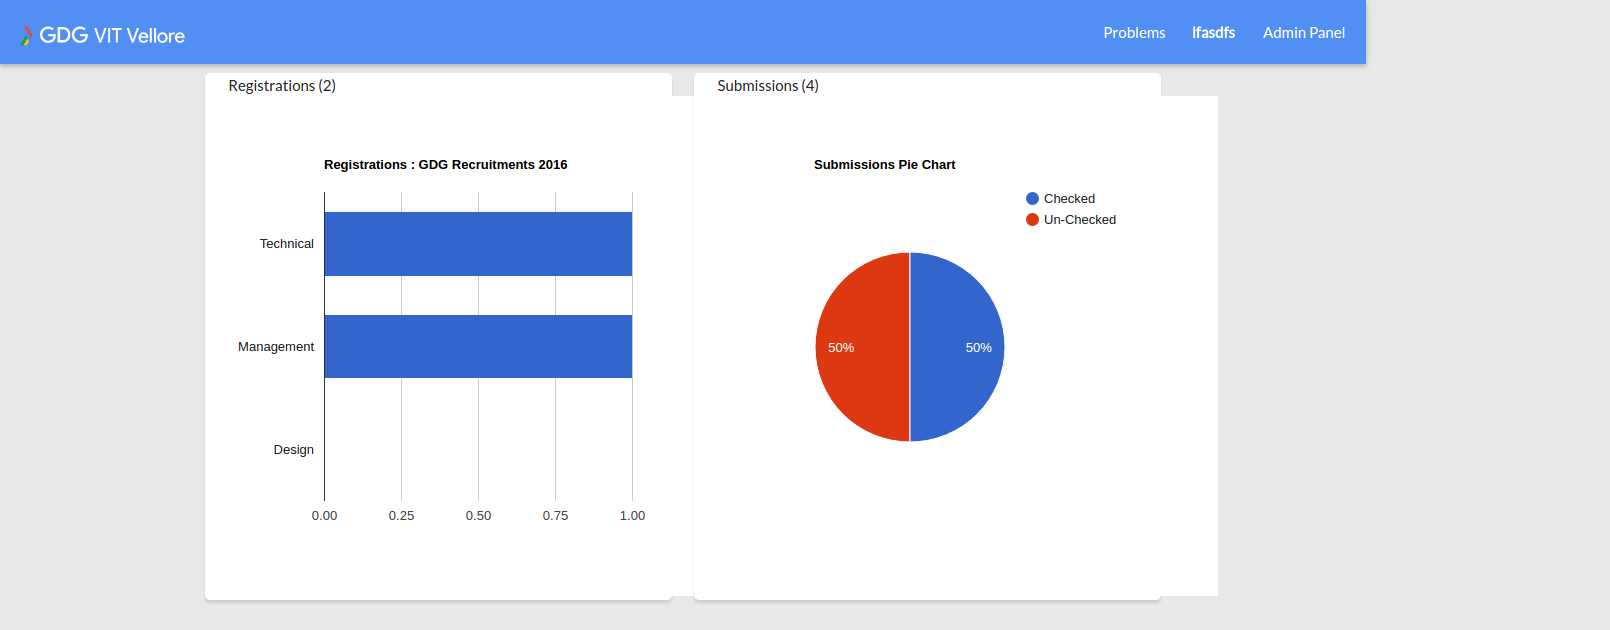 GDG VIT Vellore
Problems lfasdfs Admin Panel
Registrations (2)
Registrations : GDG Recruitments 2016
Technical
Management
Design
0.00 0.25 0.50 0.75 1.00
Submissions (4)
Submissions Pie Chart
Checked
Un-Checked
50% 50%